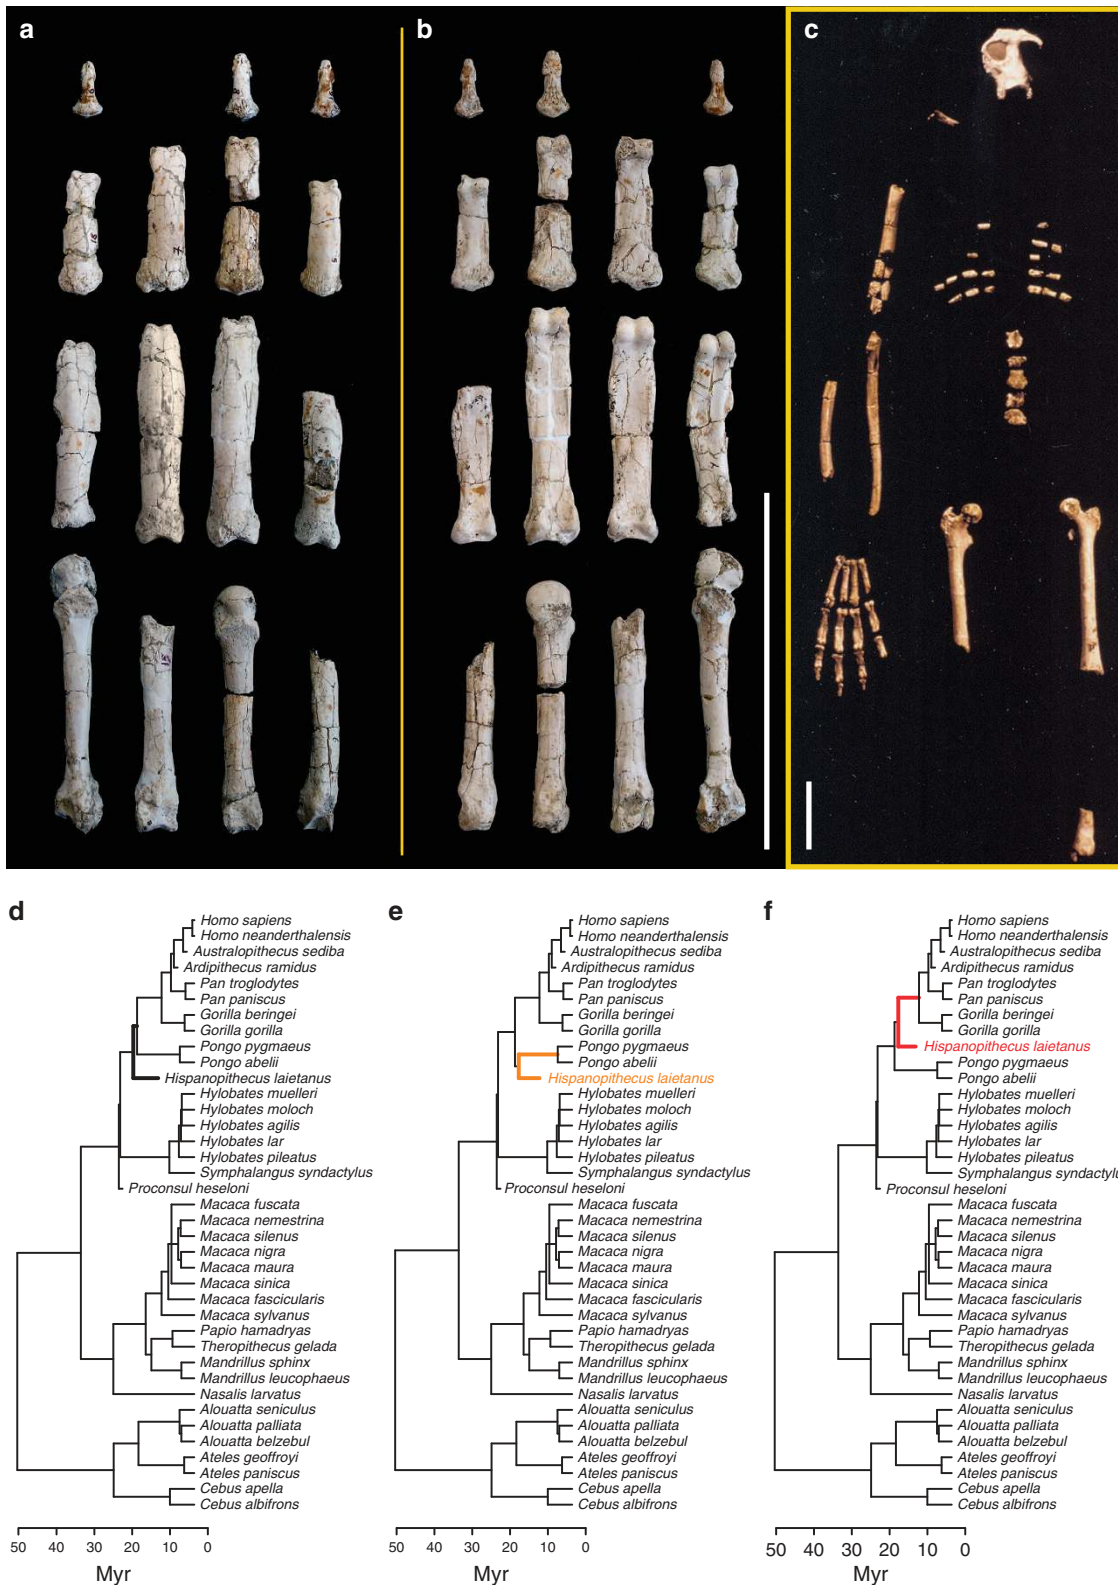 a
b
c
d
Homo sapiens
Homo neanderthalensis
Australopithecus sediba
Ardipithecus ramidus
Pan troglodytes
Pan paniscus
Gorilla beringei
Gorilla gorilla
Pongo pygmaeus
Pongo abelii
Hispanopithecus laietanus
Hylobates muelleri
Hylobates moloch
Hylobates agilis
Hylobates lar
Hylobates pileatus
Symphalangus syndactylus
Proconsul heseloni
Macaca fuscata
Macaca nemestrina
Macaca silenus
Macaca nigra
Macaca maura
Macaca sinica
Macaca fascicularis
Macaca sylvanus
Papio hamadryas
Theropithecus gelada
Mandrillus sphinx
Mandrillus leucophaeus
Nasalis larvatus
Alouatta seniculus
Alouatta palliata
Alouatta belzebul
Ateles geoffroyi
Ateles paniscus
Cebus apella
Cebus albifrons
50 40 30 20 10 0
Myr
e
Homo sapiens
Homo neanderthalensis
Australopithecus sediba
Ardipithecus ramidus
Pan troglodytes
Pan paniscus
Gorilla beringei
Gorilla gorilla
Pongo pygmaeus
Pongo abelii
Hispanopithecus laietanus
Hylobates muelleri
Hylobates moloch
Hylobates agilis
Hylobates lar
Hylobates pileatus
Symphalangus syndactylus
Proconsul heseloni
Macaca fuscata
Macaca nemestrina
Macaca silenus
Macaca nigra
Macaca maura
Macaca sinica
Macaca fascicularis
Macaca sylvanus
Papio hamadryas
Theropithecus gelada
Mandrillus sphinx
Mandrillus leucophaeus
Nasalis larvatus
Alouatta seniculus
Alouatta palliata
Alouatta belzebul
Ateles geoffroyi
Ateles paniscus
Cebus apella
Cebus albifrons
50 40 30 20 10 0
Myr
f
Homo sapiens
Homo neanderthalensis
Australopithecus sediba
Ardipithecus ramidus
Pan troglodytes
Pan paniscus
Gorilla beringei
Gorilla gorilla
Hispanopithecus laietanus
Pongo pygmaeus
Pongo abelii
Hylobates muelleri
Hylobates moloch
Hylobates agilis
Hylobates lar
Hylobates pileatus
Symphalangus syndactylu
Proconsul heseloni
Macaca fuscata
Macaca nemestrina
Macaca silenus
Macaca nigra
Macaca maura
Macaca sinica
Macaca fascicularis
Macaca sylvanus
Papio hamadryas
Theropithecus gelada
Mandrillus sphinx
Mandrillus leucophaeus
Nasalis larvatus
Alouatta seniculus
Alouatta palliata
Alouatta belzebul
Ateles geoffroyi
Ateles paniscus
Cebus apella
Cebus albifrons
50 40 30 20 10 0
Myr